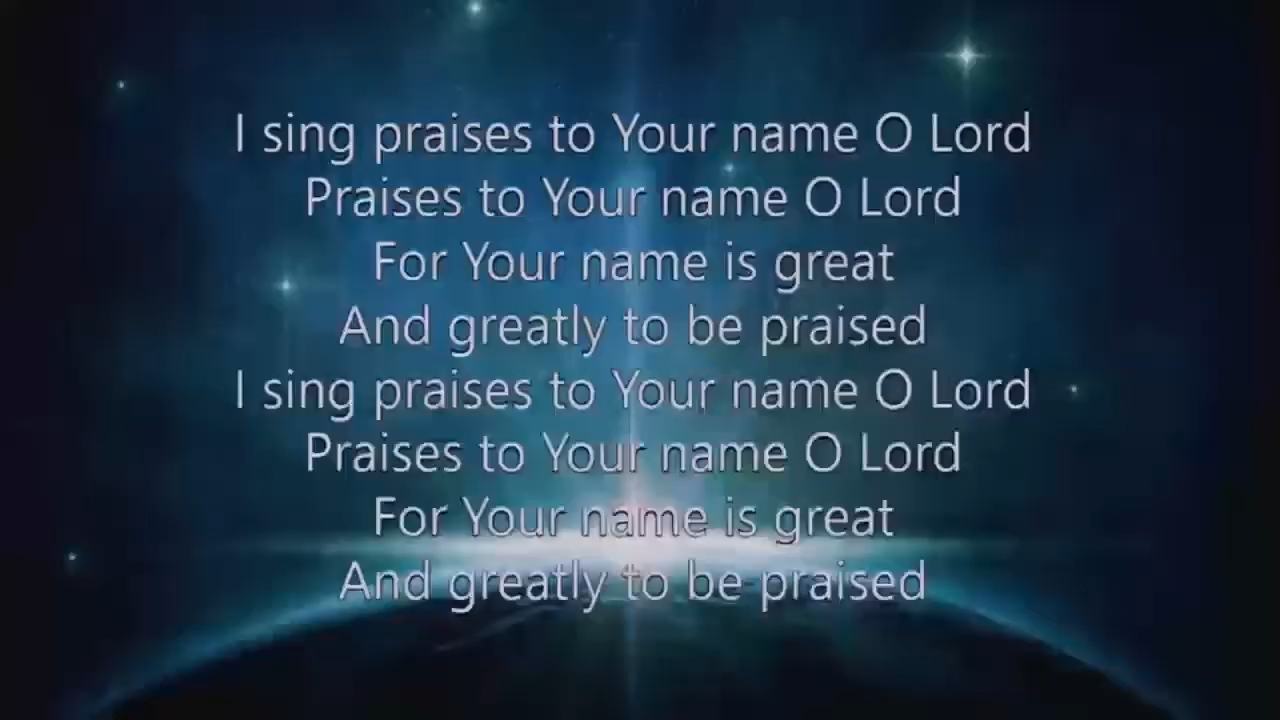 I sing praises to Your name O Lord
Praises to Your name O Lord
For Your name is great
And greatly to be praised
I sing praises to Your name O Lord
Praises to Your name O Lord
For Your name is great
And greatly to be praised